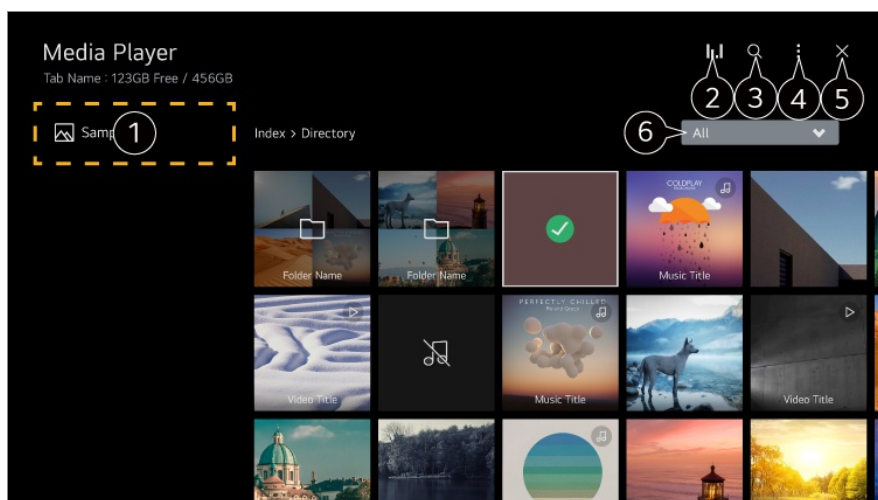 Media Player
Tab Name : 123GB Free / 456GB
2
3
4
5
Samp
1
Index > Directory
6
All
Folder Name
Folder Name
COLDPLAY
Music Title
Video Title
PERFECTLY CHILLED
Music Title
Video Title